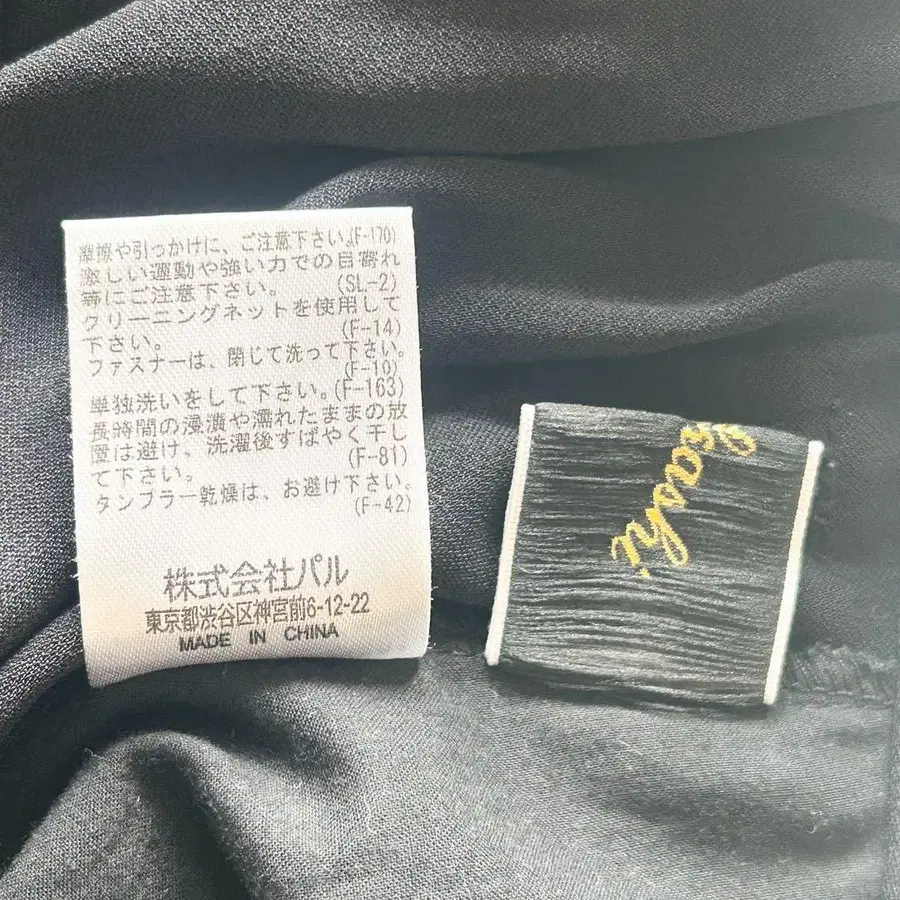 摩擦や引っかけに、ご注意下さい。(F-170)
激しい運動や強い力での目寄れ
等にご注意下さい。 (SL-2)
クリーニングネットを使用して
下さい。 (F-14)
ファスナーは、閉じて洗って下さい。
(F-10)
単独洗いをして下さい。(F-163)
長時間の浸漬や濡れたままの放
置は避け、洗濯後すばやく干し
て下さい。 (F-81)
タンブラー乾燥は、お避け下さい。
(F-42)
株式会社パル
東京都渋谷区神宮前6-12-22
MADE IN CHINA